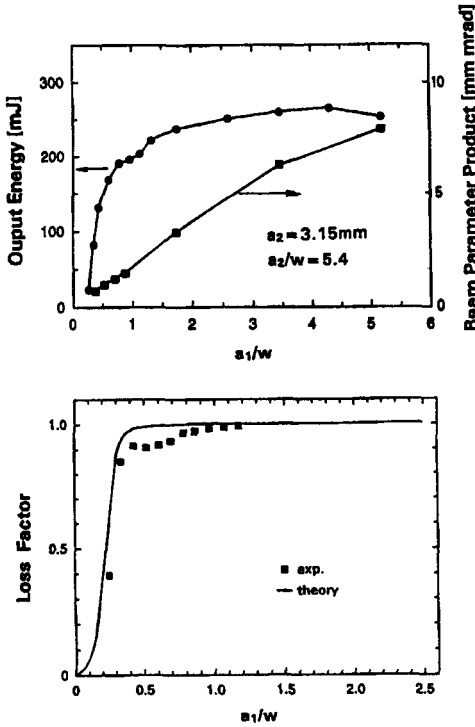 Ouput Energy [mJ]
300
200
100
0
10
5
0
Beam Parameter Product [mm mrad]
a₂=3.15mm
a₂/w=5.4
0 1 2 3 4 5 6
a₁/w
Loss Factor
1.0
0.5
0
exp.
theory
0 0.5 1.0 1.5 2.0 2.5
a₁/w